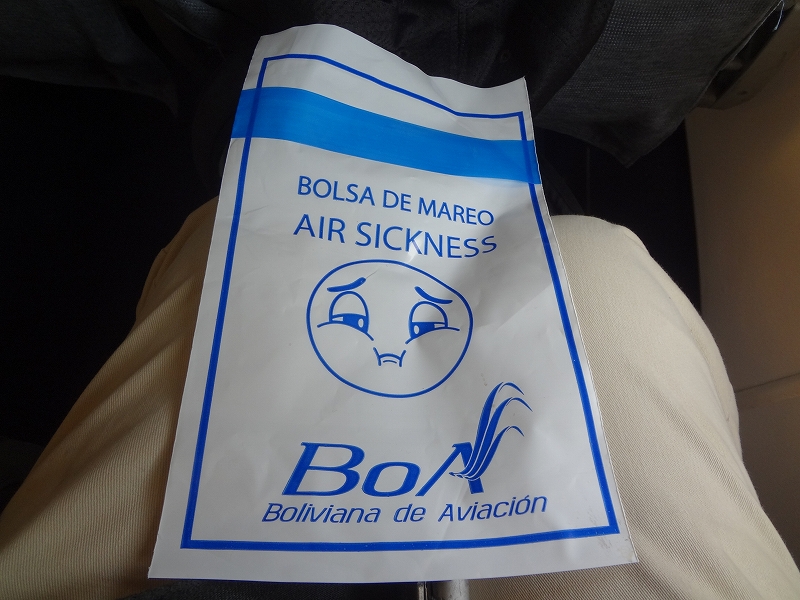 BOLSA DE MAREO
AIR SICKNESS
BoA
Boliviana de Aviación